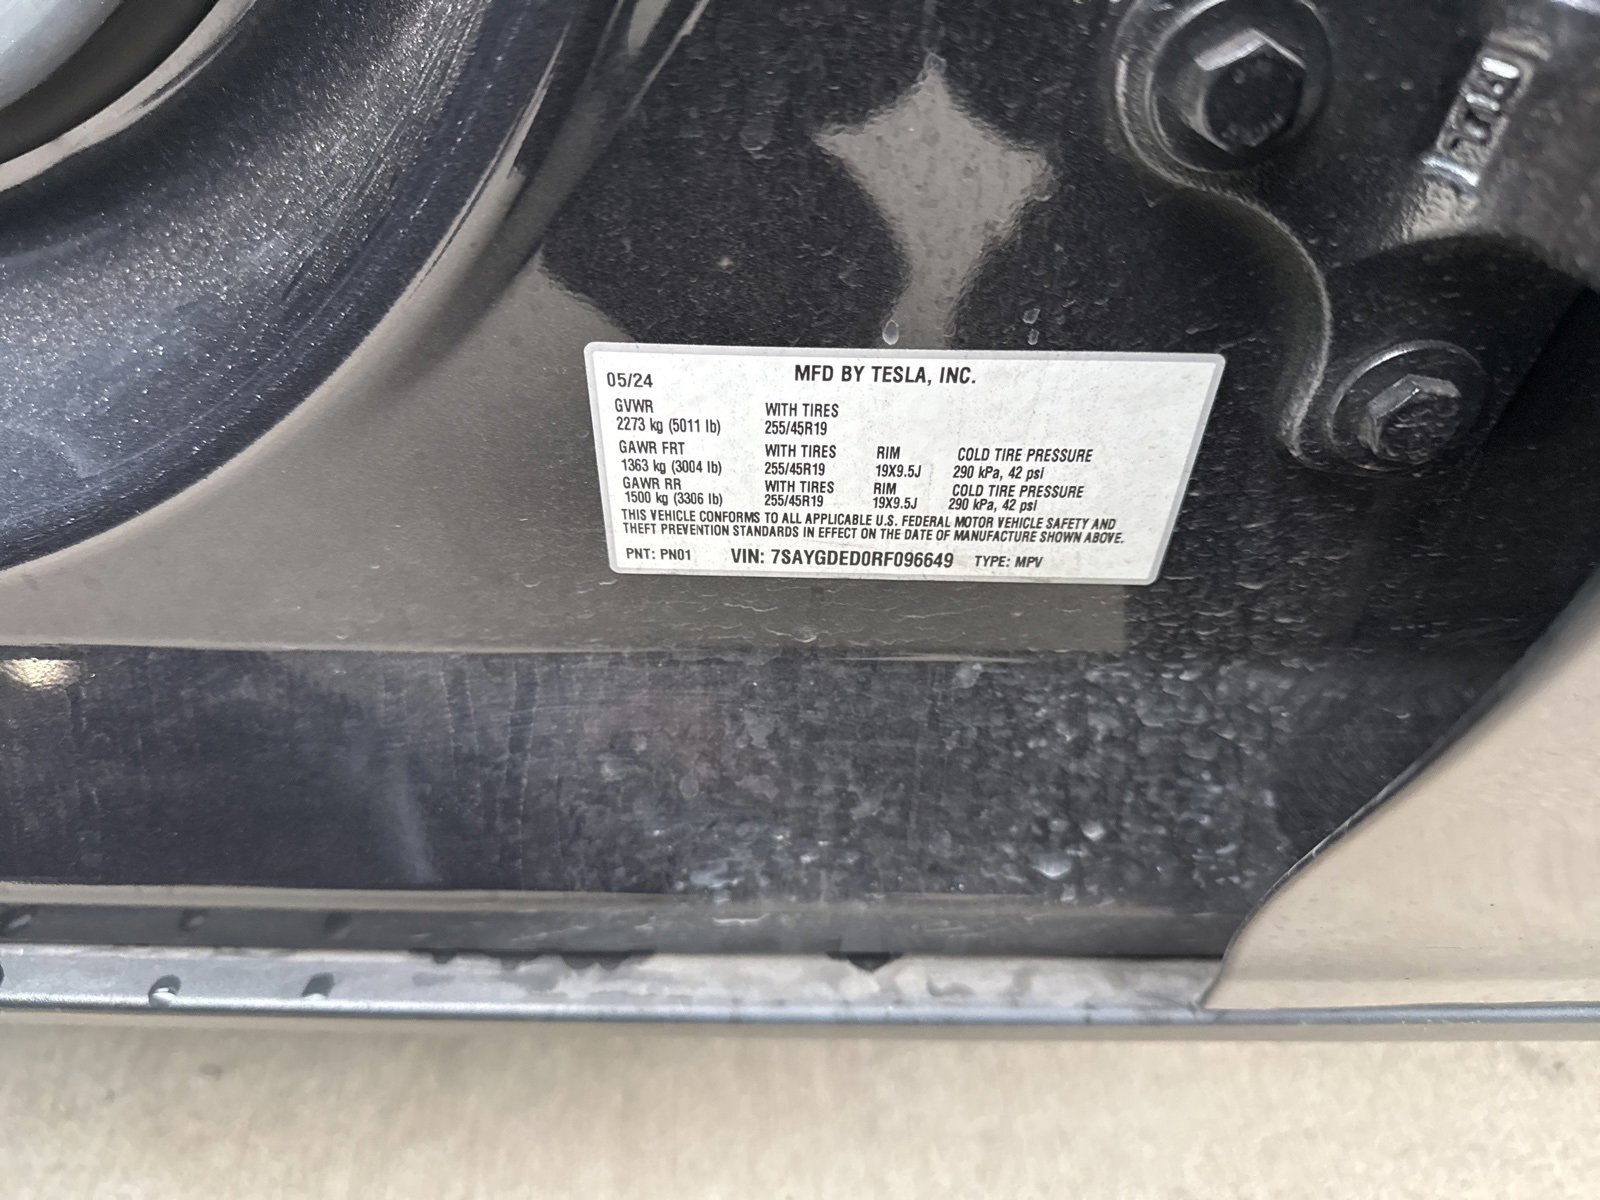 05/24 MFD BY TESLA, INC.
GVWR WITH TIRES
2273 kg (5011 lb) 255/45R19
GAWR FRT WITH TIRES RIM COLD TIRE PRESSURE
1363 kg (3004 lb) 255/45R19 19X9.5J 290 kPa, 42 psi
GAWR RR WITH TIRES RIM COLD TIRE PRESSURE
1500 kg (3306 lb) 255/45R19 19X9.5J 290 kPa, 42 psi
THIS VEHICLE CONFORMS TO ALL APPLICABLE U.S. FEDERAL MOTOR VEHICLE SAFETY AND
THEFT PREVENTION STANDARDS IN EFFECT ON THE DATE OF MANUFACTURE SHOWN ABOVE.
PNT: PN01 VIN: 7SAYGDED0RF096649 TYPE: MPV